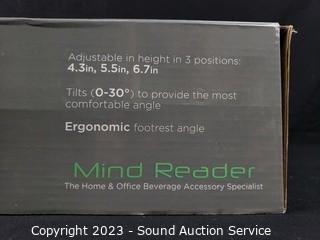 Adjustable in height in 3 positions:
4.3in, 5.5in, 6.7in
Tilts (0-30°) to provide the most
comfortable angle
Ergonomic footrest angle
Mind Reader
The Home & Office Beverage Accessory Specialist
Copyright 2023 - Sound Auction Service